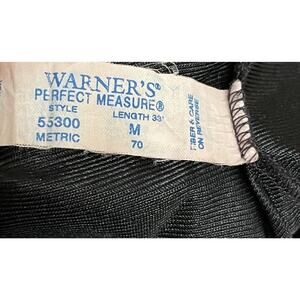 WARNER'S®
PERFECT MEASURE®
STYLE LENGTH 33"
55300 M
METRIC 70
FIBER & CARE
ON REVERSE